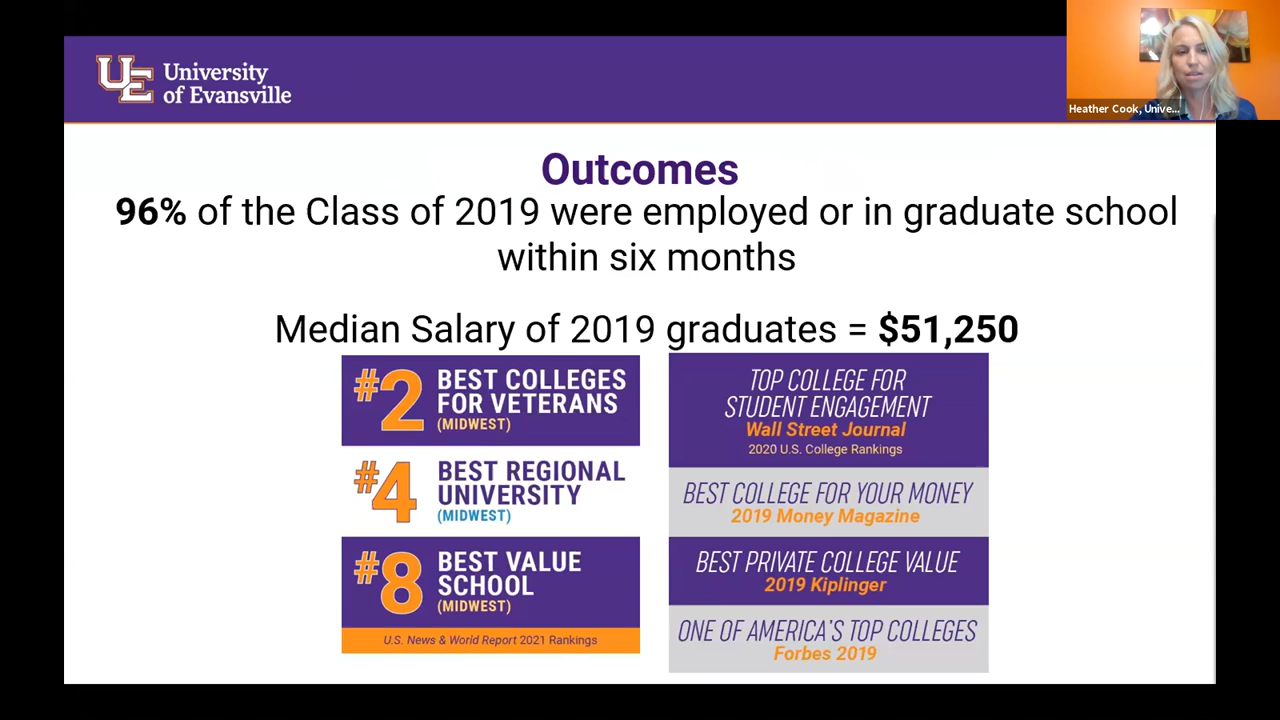 UE University
of Evansville
Heather Cook, Unive...
Outcomes
96% of the Class of 2019 were employed or in graduate school
within six months
Median Salary of 2019 graduates = $51,250
#2 BEST COLLEGES
FOR VETERANS
(MIDWEST)
#4 BEST REGIONAL
UNIVERSITY
(MIDWEST)
#8 BEST VALUE
SCHOOL
(MIDWEST)
U.S. News & World Report 2021 Rankings
TOP COLLEGE FOR
STUDENT ENGAGEMENT
Wall Street Journal
2020 U.S. College Rankings
BEST COLLEGE FOR YOUR MONEY
2019 Money Magazine
BEST PRIVATE COLLEGE VALUE
2019 Kiplinger
ONE OF AMERICA'S TOP COLLEGES
Forbes 2019